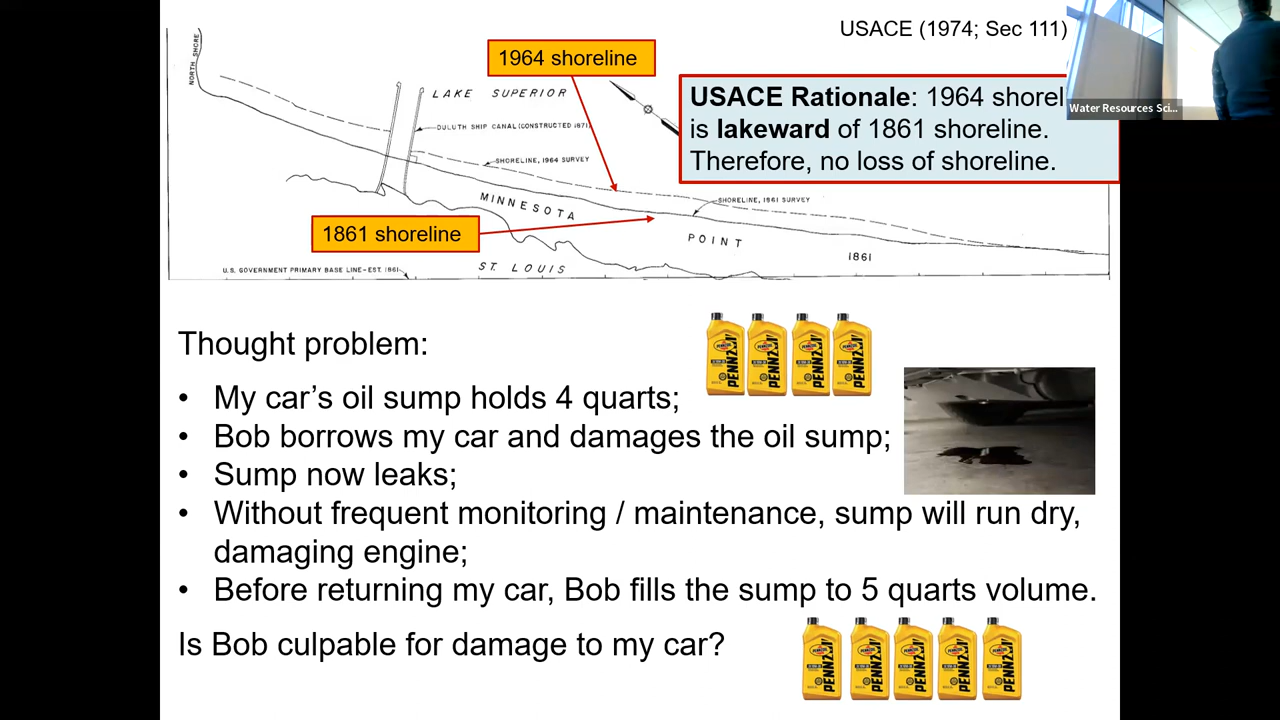 USACE (1974; Sec 111)
1964 shoreline
NORTH SHORE
LAKE SUPERIOR
USACE Rationale: 1964 shorel
is lakeward of 1861 shoreline.
Therefore, no loss of shoreline.
Water Resources Sci...
DULUTH SHIP CANAL (CONSTRUCTED 1871)
SHORELINE, 1964 SURVEY
MINNESOTA
SHORELINE, 1861 SURVEY
1861 shoreline
POINT
1861
U.S. GOVERNMENT PRIMARY BASE LINE-EST. 1861
ST. LOUIS
Thought problem:
• My car's oil sump holds 4 quarts;
• Bob borrows my car and damages the oil sump;
• Sump now leaks;
• Without frequent monitoring / maintenance, sump will run dry,
damaging engine;
• Before returning my car, Bob fills the sump to 5 quarts volume.
Is Bob culpable for damage to my car?